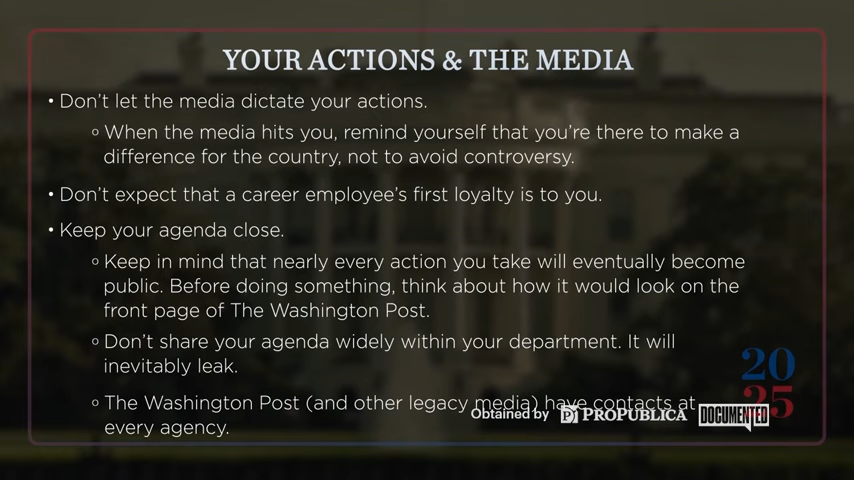 YOUR ACTIONS & THE MEDIA
• Don't let the media dictate your actions.
When the media hits you, remind yourself that you're there to make a
difference for the country, not to avoid controversy.
• Don't expect that a career employee's first loyalty is to you.
• Keep your agenda close.
Keep in mind that nearly every action you take will eventually become
public. Before doing something, think about how it would look on the
front page of The Washington Post.
Don't share your agenda widely within your department. It will
inevitably leak.
The Washington Post (and other legacy media) have contacts at
every agency.
20
25
Obtained by PROPUBLICA DOCUMENTED